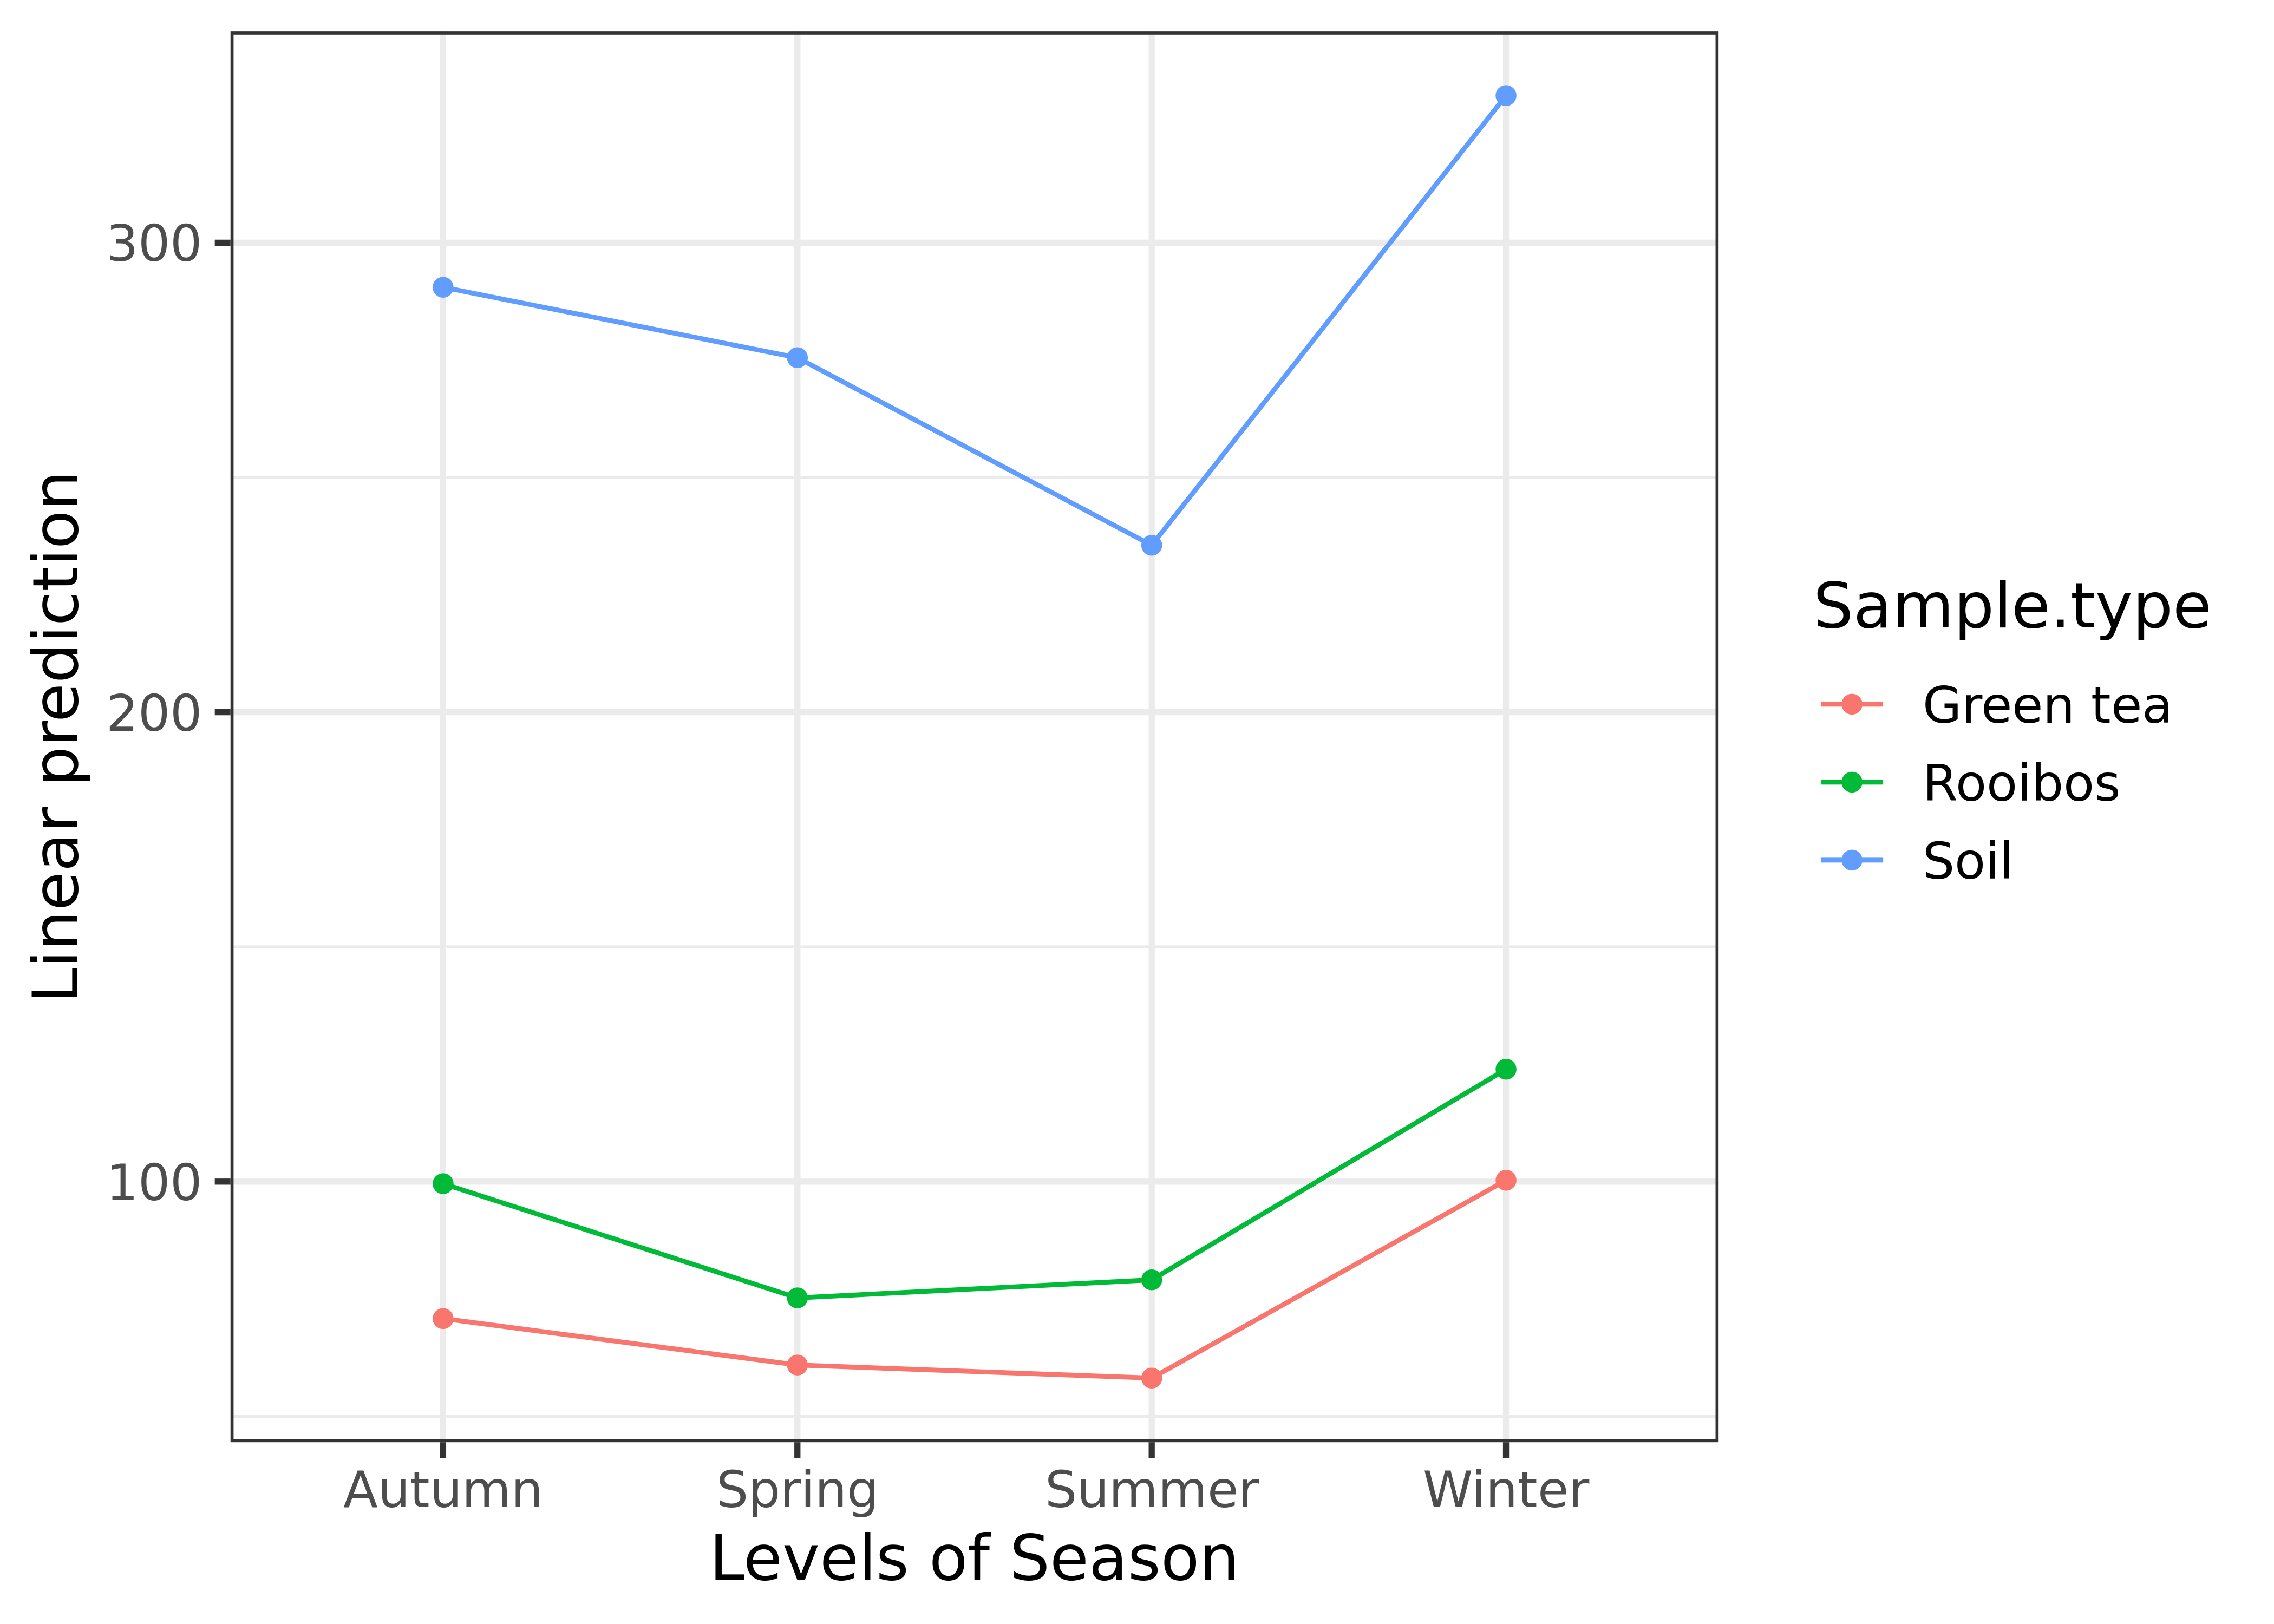 Linear prediction
300
200
100
Autumn Spring Summer Winter
Levels of Season
Sample.type
Green tea
Rooibos
Soil